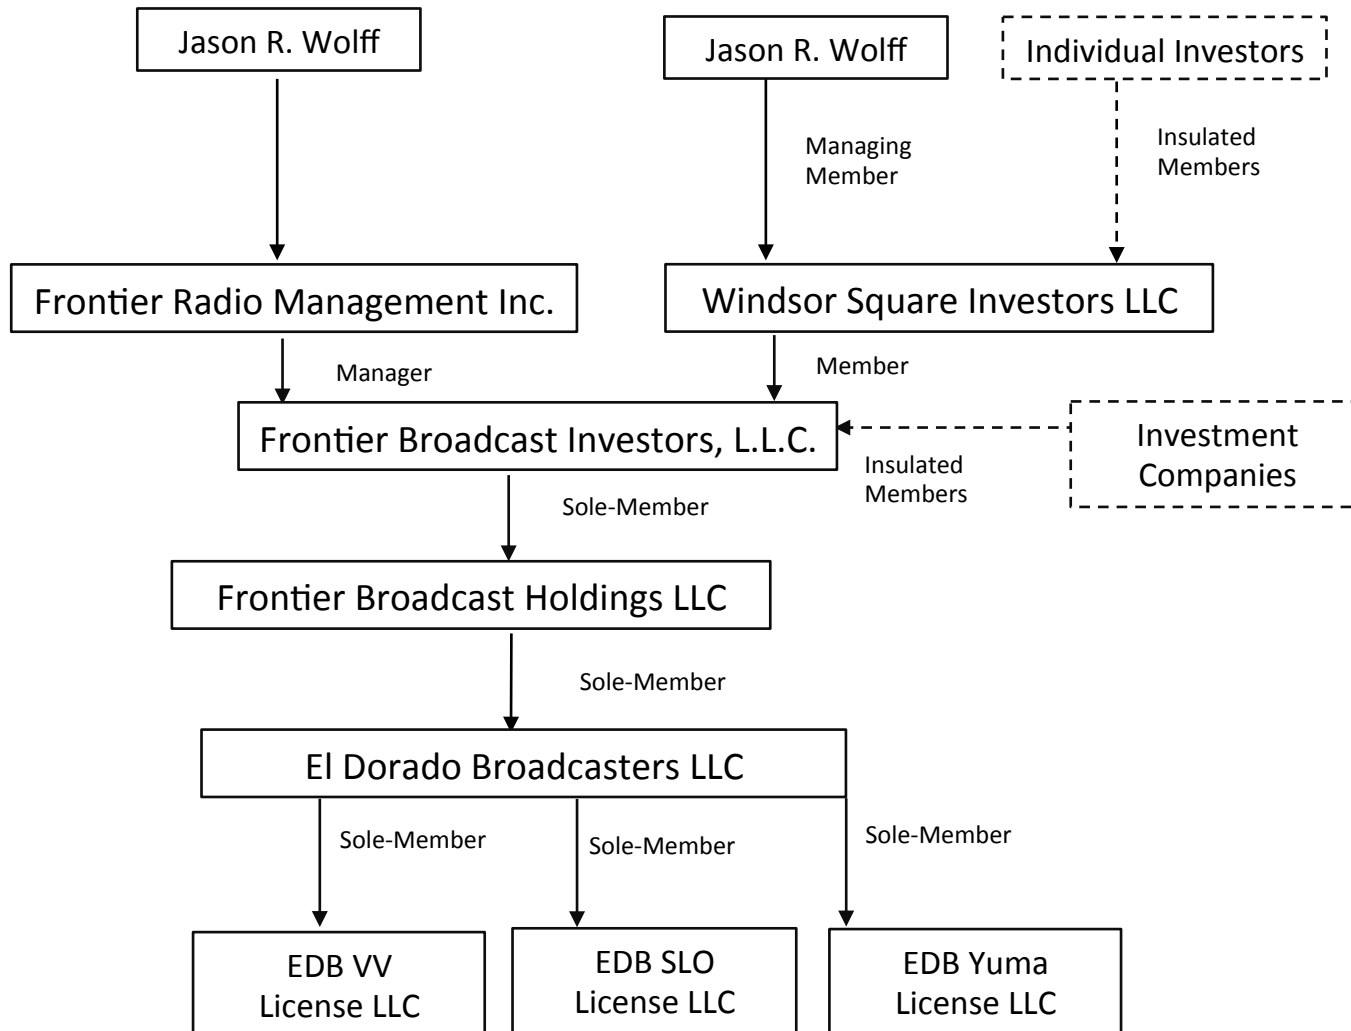 Jason R. Wolff
Jason R. Wolff
Individual Investors
Managing
Member
Insulated
Members
Frontier Radio Management Inc.
Windsor Square Investors LLC
Manager
Member
Frontier Broadcast Investors, L.L.C.
Insulated
Members
Investment
Companies
Sole-Member
Frontier Broadcast Holdings LLC
Sole-Member
El Dorado Broadcasters LLC
Sole-Member
Sole-Member
Sole-Member
EDB VV
License LLC
EDB SLO
License LLC
EDB Yuma
License LLC